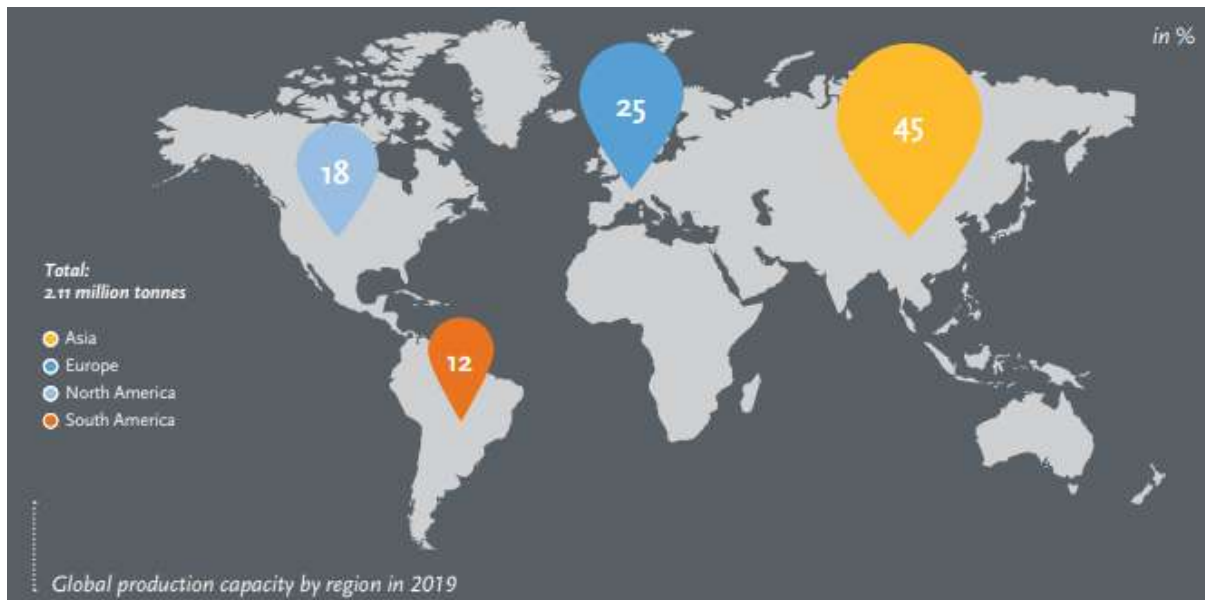 in %
25
45
18
Total:
2.11 million tonnes
Asia
Europe
North America
South America
12
Global production capacity by region in 2019